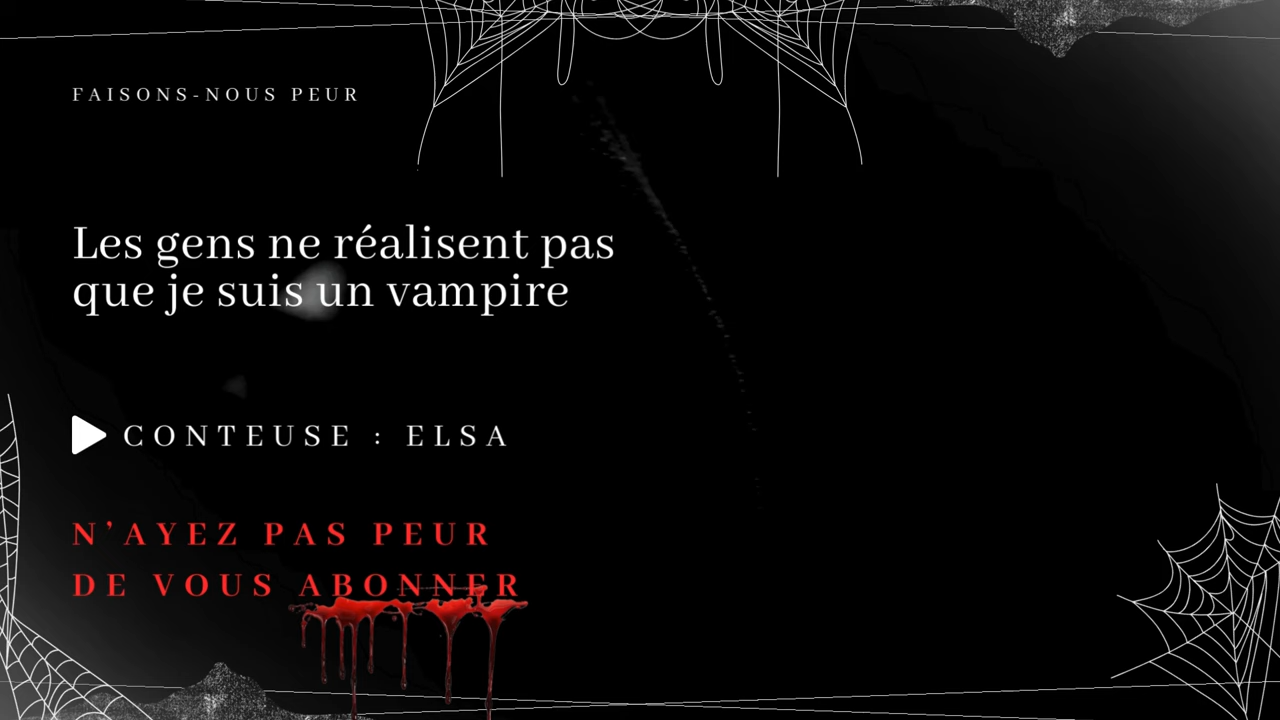 FAISONS-NOUS PEUR
Les gens ne réalisent pas
que je suis un vampire
CONTEUSE : ELSA
N’AYEZ PAS PEUR
DE VOUS ABONNER